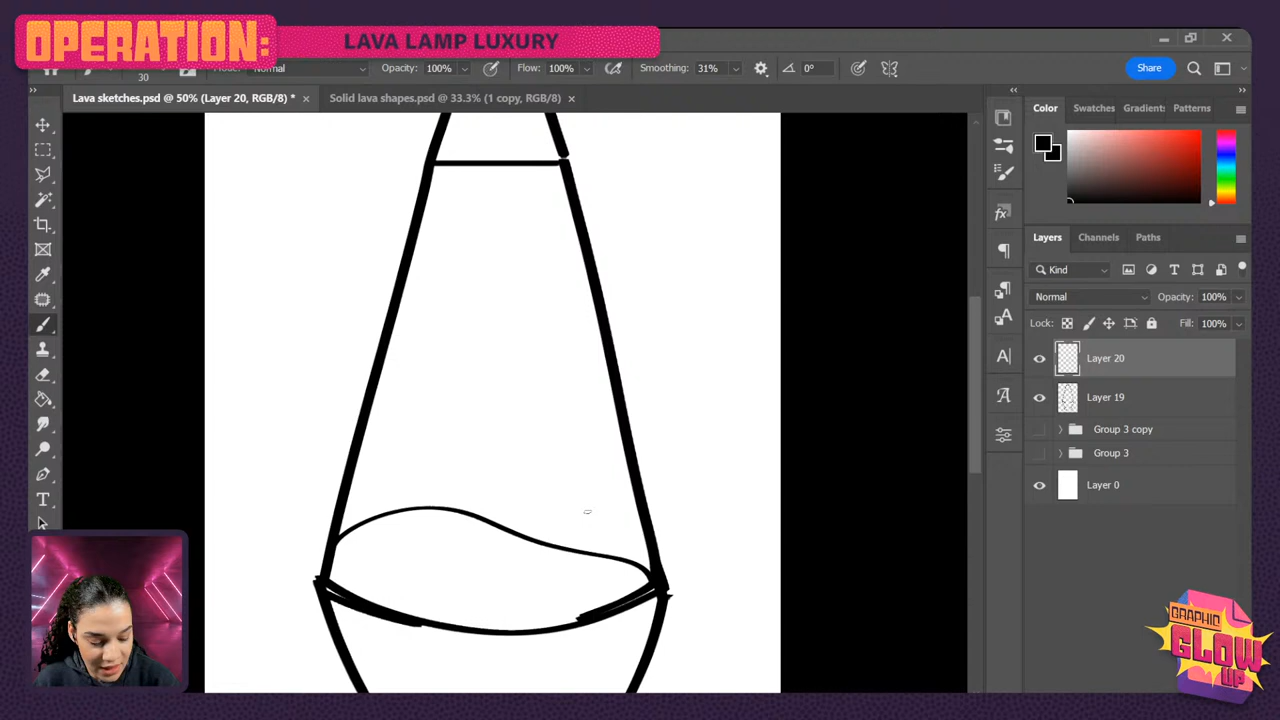 OPERATION: LAVA LAMP LUXURY
30 Normal Opacity: 100% Flow: 100% Smoothing: 31% 0° Share
Lava sketches.psd @ 50% (Layer 20, RGB/8) * × Solid lava shapes.psd @ 33.3% (1 copy, RGB/8) ×
Color Swatches Gradient: Patterns
fx
Layers Channels Paths
Kind
Normal Opacity: 100%
Lock: Fill: 100%
Layer 20
Layer 19
Group 3 copy
Group 3
Layer 0
GRAPHIC
GLOW
UP